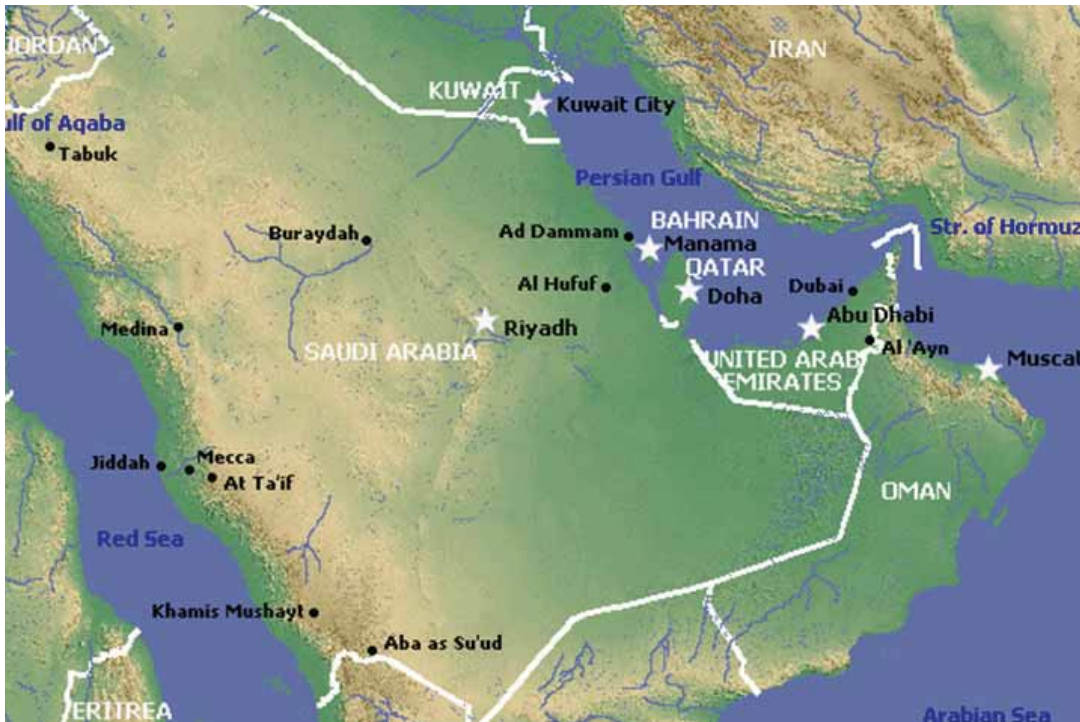 JORDAN
IRAN
KUWAIT
Kuwait City
ulf of Aqaba
Tabuk
Persian Gulf
BAHRAIN
Str. of Hormuz
Buraydah
Ad Dammam
Manama
QATAR
Al Hufuf
Doha
Dubai
Abu Dhabi
Medina
Riyadh
SAUDI ARABIA
Al 'Ayn
UNITED ARAB
EMIRATES
Muscat
Jiddah
Mecca
At Ta'if
OMAN
Red Sea
Khamis Mushayt
Aba as Su'ud
ERITREA
Arabian Sea